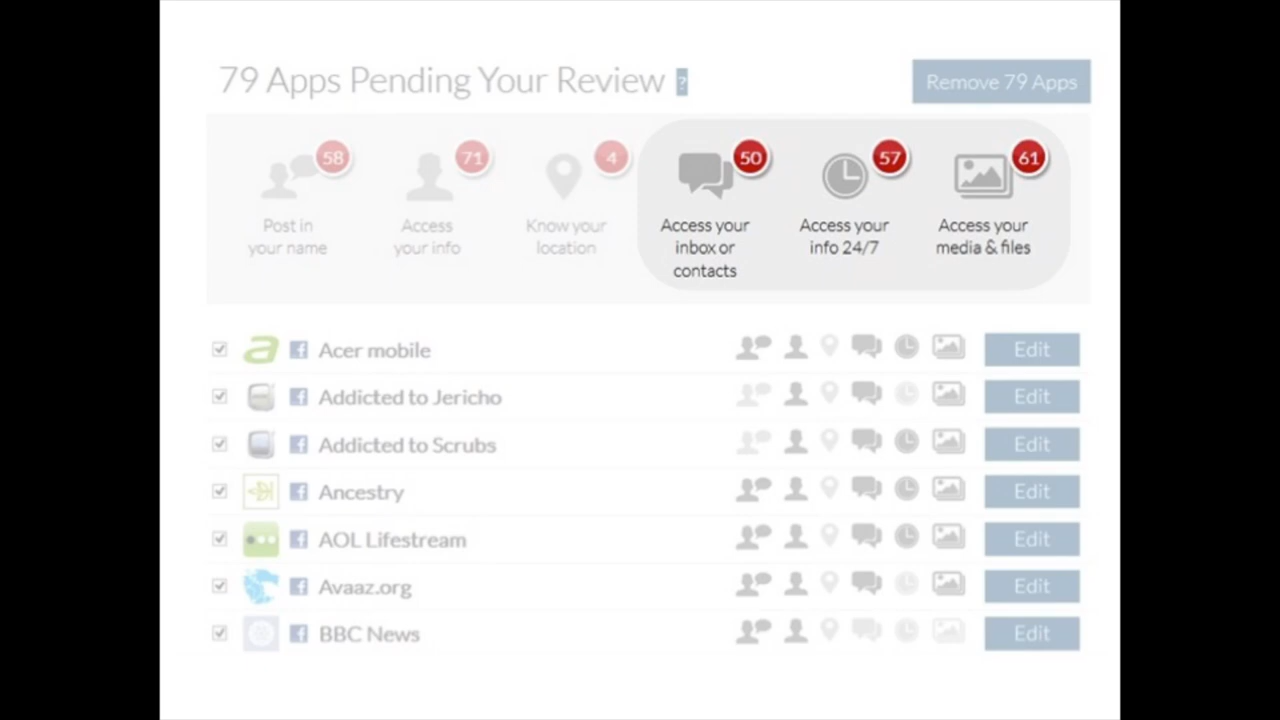 79 Apps Pending Your Review ?
Remove 79 Apps
58
71
4
50
57
61
Post in
your name
Access
your info
Know your
location
Access your
inbox or
contacts
Access your
info 24/7
Access your
media & files
Acer mobile Edit
Addicted to Jericho Edit
Addicted to Scrubs Edit
Ancestry Edit
AOL Lifestream Edit
Avaaz.org Edit
BBC News Edit